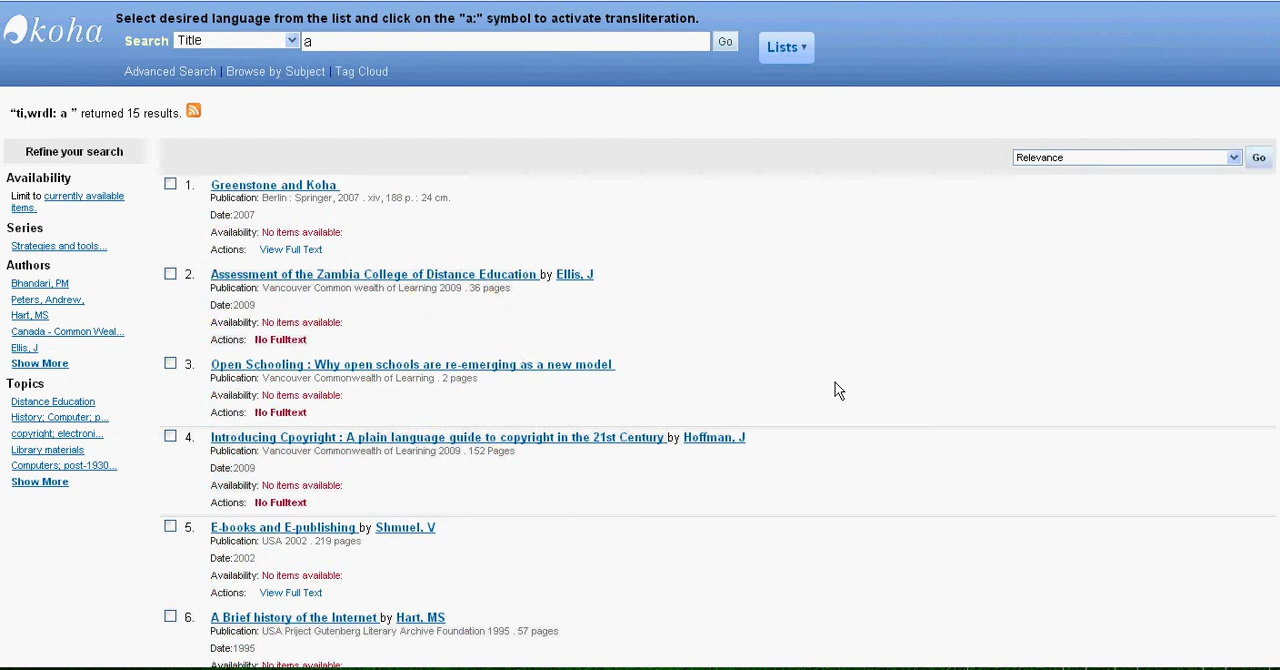 koha
Select desired language from the list and click on the "a:" symbol to activate transliteration.
Search Title a Go Lists ▾
Advanced Search | Browse by Subject | Tag Cloud
“ti,wrdl: a ” returned 15 results.
Refine your search
Availability
Limit to currently available
items.
Series
Strategies and tools...
Authors
Bhandari, PM
Peters, Andrew,
Hart, MS
Canada - Common Weal...
Ellis, J
Show More
Topics
Distance Education
History; Computer; p...
copyright; electroni...
Library materials
Computers; post-1930...
Show More
Relevance Go
1. Greenstone and Koha
Publication: Berlin : Springer, 2007 . xiv, 188 p. : 24 cm.
Date:2007
Availability: No items available:
Actions: View Full Text
2. Assessment of the Zambia College of Distance Education by Ellis, J
Publication: Vancouver Common wealth of Learning 2009 . 36 pages
Date:2009
Availability: No items available:
Actions: No Fulltext
3. Open Schooling : Why open schools are re-emerging as a new model
Publication: Vancouver Commonwealth of Learning . 2 pages
Availability: No items available:
Actions: No Fulltext
4. Introducing Cpoyright : A plain language guide to copyright in the 21st Century by Hoffman, J
Publication: Vancouver Commonwealth of Learining 2009 . 152 Pages
Date:2009
Availability: No items available:
Actions: No Fulltext
5. E-books and E-publishing by Shmuel, V
Publication: USA 2002 . 219 pages
Date:2002
Availability: No items available:
Actions: View Full Text
6. A Brief history of the Internet by Hart, MS
Publication: USA Priject Gutenberg Literary Archive Foundation 1995 . 57 pages
Date:1995
Availability: No items available: